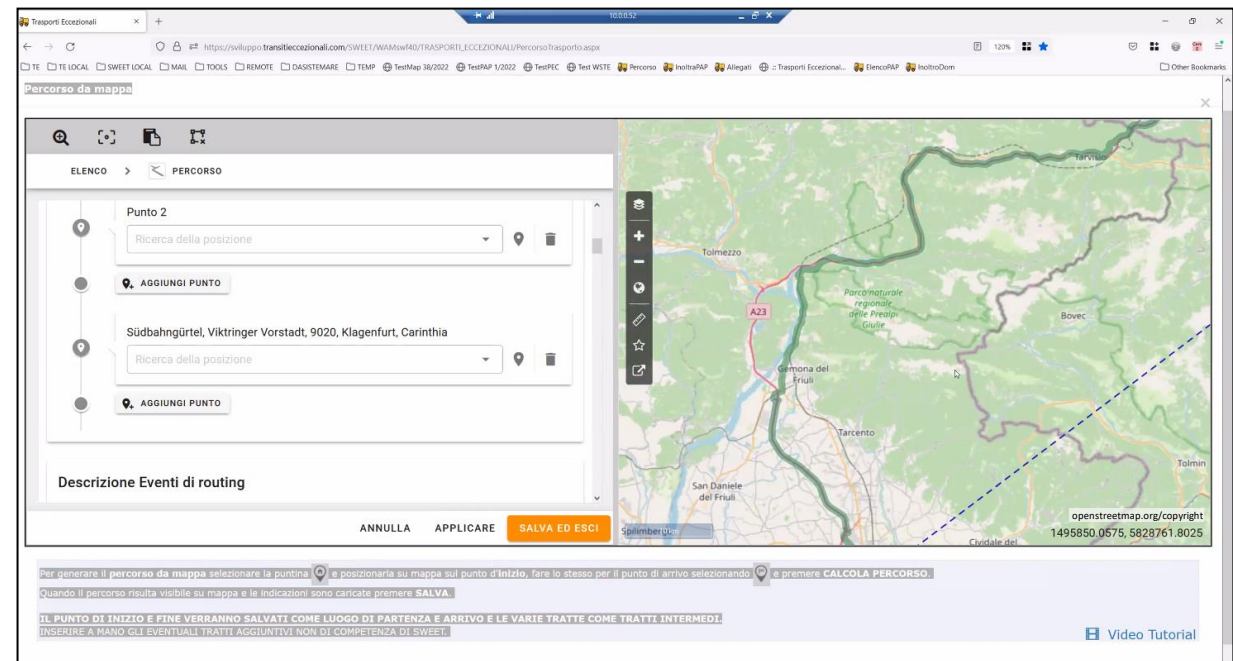 Trasporti Eccezionali
10.0.0.52
https://sviluppo.transitieccezionali.com/SWEET/WAMswf40/TRASPORTI_ECCEZIONALI/PercorsoTrasporto.aspx
120%
TE TE LOCAL SWEET LOCAL MAIL TOOLS REMOTE DASISTEMARE TEMP TestMap 38/2022 TestPAP 1/2022 TestPEC Test WSTE Percorso InoltraPAP Allegati .:: Trasporti Eccezional... ElencoPAP InoltroDom Other Bookmarks
Percorso da mappa
ELENCO > PERCORSO
Punto 2
Ricerca della posizione
AGGIUNGI PUNTO
Südbahngürtel, Viktringer Vorstadt, 9020, Klagenfurt, Carinthia
Ricerca della posizione
AGGIUNGI PUNTO
Descrizione Eventi di routing
ANNULLA APPLICARE SALVA ED ESCI
Tarvisio
Tolmezzo
Parco naturale
regionale
delle Prealpi
Giulie
A23
Bovec
Gemona del
Friuli
Tarcento
Tolmin
San Daniele
del Friuli
Cividale del
openstreetmap.org/copyright
1495850.0575, 5828761.8025
Per generare il percorso da mappa selezionare la puntina e posizionarla su mappa sul punto d'inizio, fare lo stesso per il punto di arrivo selezionando e premere CALCOLA PERCORSO.
Quando il percorso risulta visibile su mappa e le indicazioni sono caricate premere SALVA.
IL PUNTO DI INIZIO E FINE VERRANNO SALVATI COME LUOGO DI PARTENZA E ARRIVO E LE VARIE TRATTE COME TRATTI INTERMEDI.
INSERIRE A MANO GLI EVENTUALI TRATTI AGGIUNTIVI NON DI COMPETENZA DI SWEET.
Video Tutorial